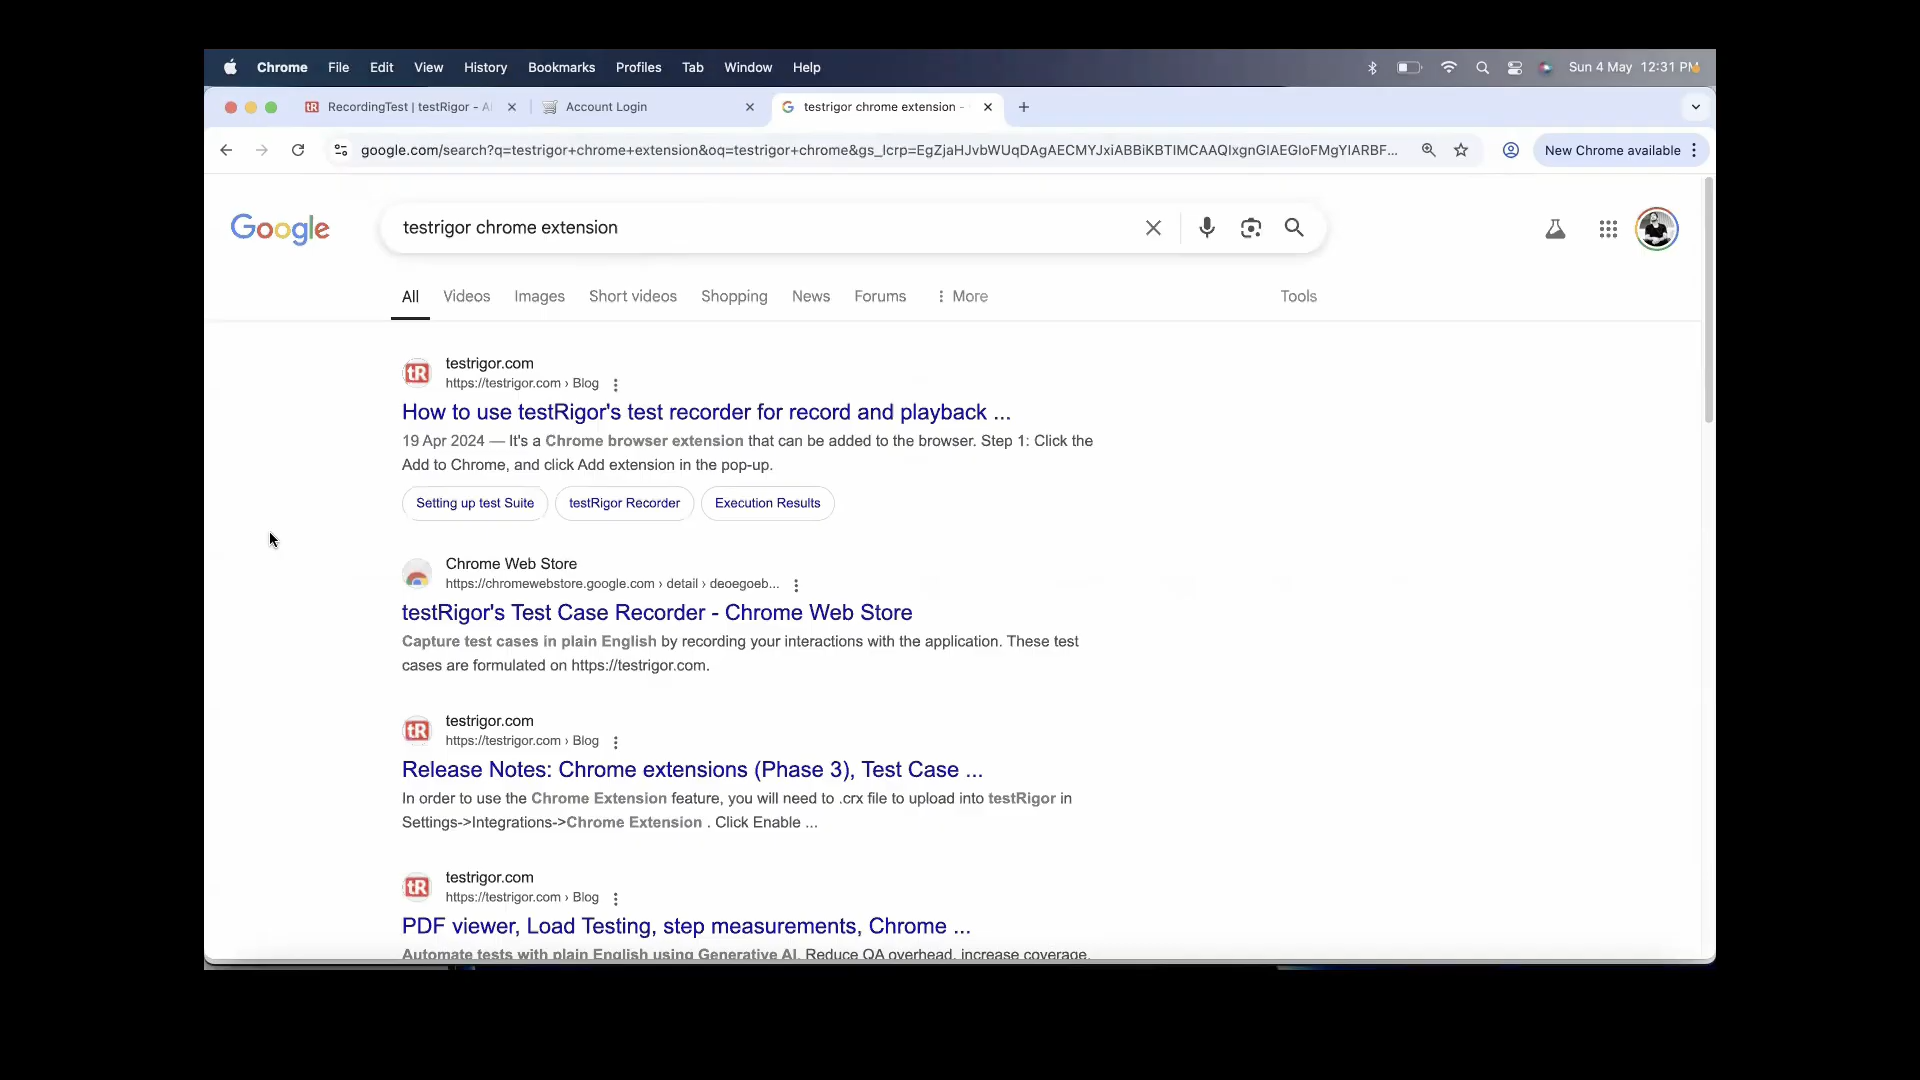 Chrome File Edit View History Bookmarks Profiles Tab Window Help Sun 4 May 12:31 PM
RecordingTest | testRigor - Account Login testrigor chrome extension -
google.com/search?q=testrigor+chrome+extension&oq=testrigor+chrome&gs_lcrp=EgZjaHJvbWUqDAgAECMYJxiABBiKBTIMCAAQIxgnGIAEGIoFMgYIARBF... New Chrome available
Google testrigor chrome extension
All Videos Images Short videos Shopping News Forums More Tools
tR testrigor.com
https://testrigor.com › Blog
How to use testRigor's test recorder for record and playback ...
19 Apr 2024 — It's a Chrome browser extension that can be added to the browser. Step 1: Click the
Add to Chrome, and click Add extension in the pop-up.
Setting up test Suite testRigor Recorder Execution Results
Chrome Web Store
https://chromewebstore.google.com › detail › deoegoeb...
testRigor's Test Case Recorder - Chrome Web Store
Capture test cases in plain English by recording your interactions with the application. These test
cases are formulated on https://testrigor.com.
tR testrigor.com
https://testrigor.com › Blog
Release Notes: Chrome extensions (Phase 3), Test Case ...
In order to use the Chrome Extension feature, you will need to .crx file to upload into testRigor in
Settings->Integrations->Chrome Extension . Click Enable ...
tR testrigor.com
https://testrigor.com › Blog
PDF viewer, Load Testing, step measurements, Chrome ...
Automate tests with plain English using Generative AI. Reduce QA overhead, increase coverage,